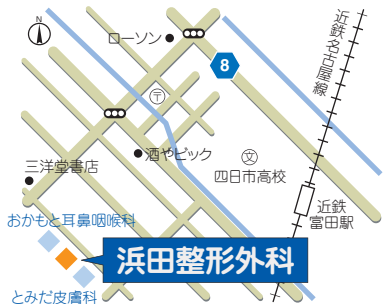 N
ローソン
8
近鉄名古屋線
〒
酒やビック
文
四日市高校
三洋堂書店
近鉄
富田駅
おかもと耳鼻咽喉科
浜田整形外科
とみだ皮膚科